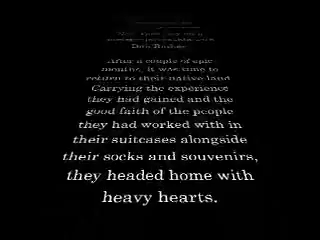 After a couple of epic
months, it was time to
return to their native land.
Carrying the experience
they had gained and the
good faith of the people
they had worked with in
their suitcases alongside
their socks and souvenirs,
they headed home with
heavy hearts.